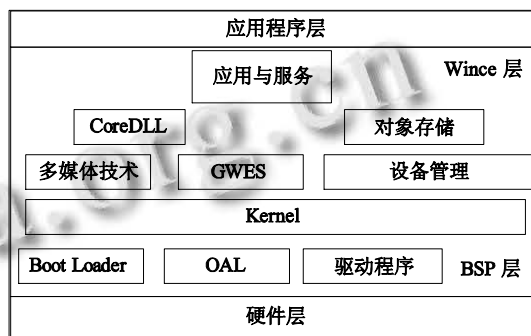 应用程序层
应用与服务
Wince 层
CoreDLL
对象存储
多媒体技术
GWES
设备管理
Kernel
Boot Loader
OAL
驱动程序
BSP 层
硬件层
a.org.cn